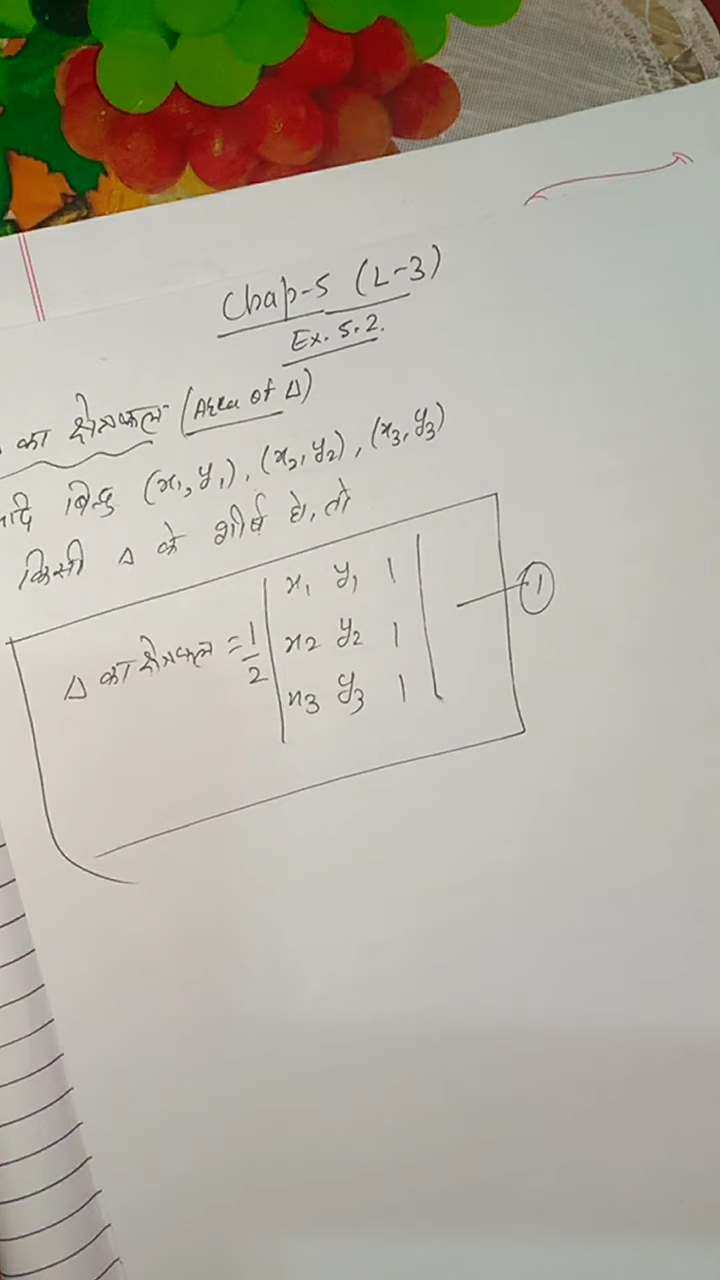 Chap-5 (L-3)
Ex. 5.2.
का क्षेत्रफल (Area of Δ)
बिन्दु (x₁, y₁), (x₂, y₂), (x₃, y₃)
किसी Δ के शीर्ष हो, तो
Δ का क्षेत्रफल = 1/2 | x₁ y₁ 1 | — ①
| x₂ y₂ 1 |
| x₃ y₃ 1 |